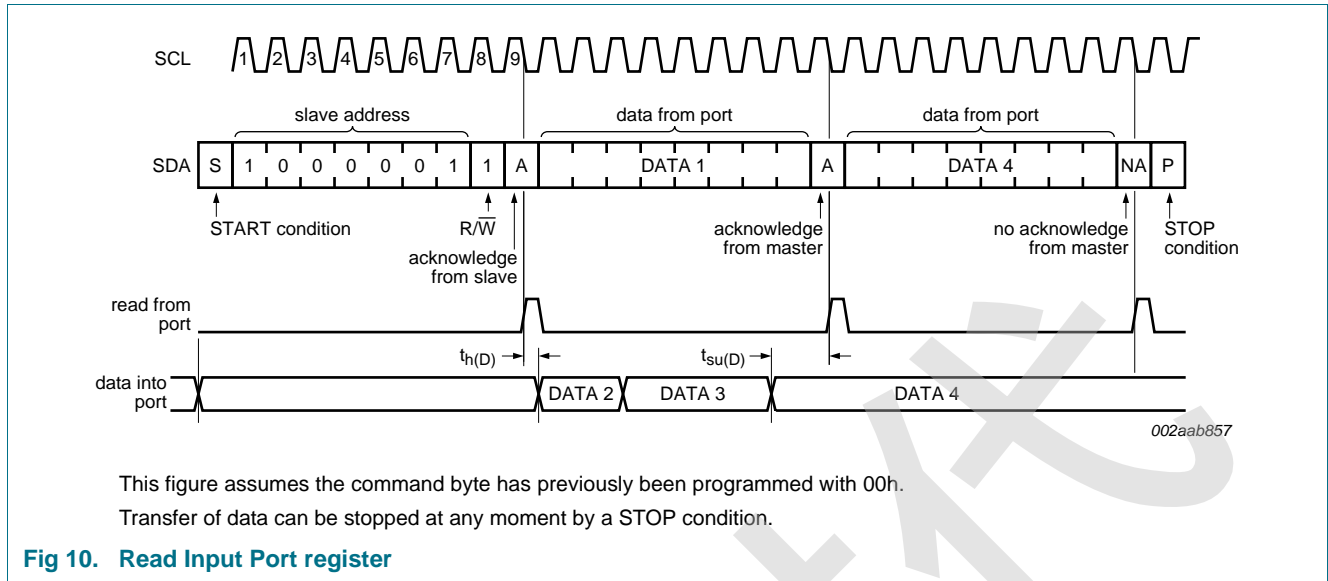 SCL 1 2 3 4 5 6 7 8 9
slave address data from port data from port
SDA S 1 0 0 0 0 0 1 1 A DATA 1 A DATA 4 NA P
START condition R/W acknowledge from slave
acknowledge from master
no acknowledge from master
STOP condition
read from port
th(D) tsu(D)
data into port DATA 2 DATA 3 DATA 4
002aab857
This figure assumes the command byte has previously been programmed with 00h.
Transfer of data can be stopped at any moment by a STOP condition.
Fig 10. Read Input Port register
代